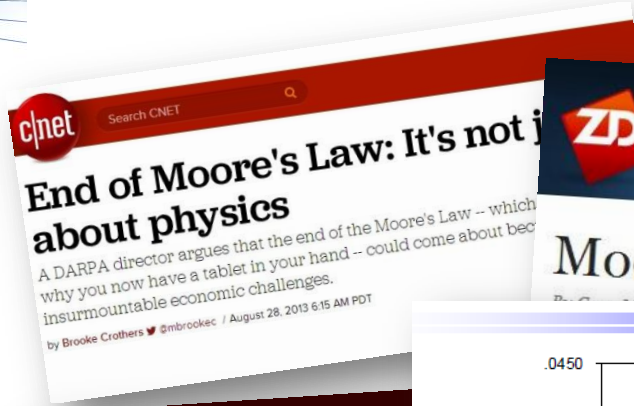 c|net
Search CNET
End of Moore's Law: It's not
about physics
A DARPA director argues that the end of the Moore's Law -- which
why you now have a tablet in your hand -- could come about
insurmountable economic challenges.
by Brooke Crothers @mbrookec / August 28, 2013 6:15 AM PDT
ZD
.0450